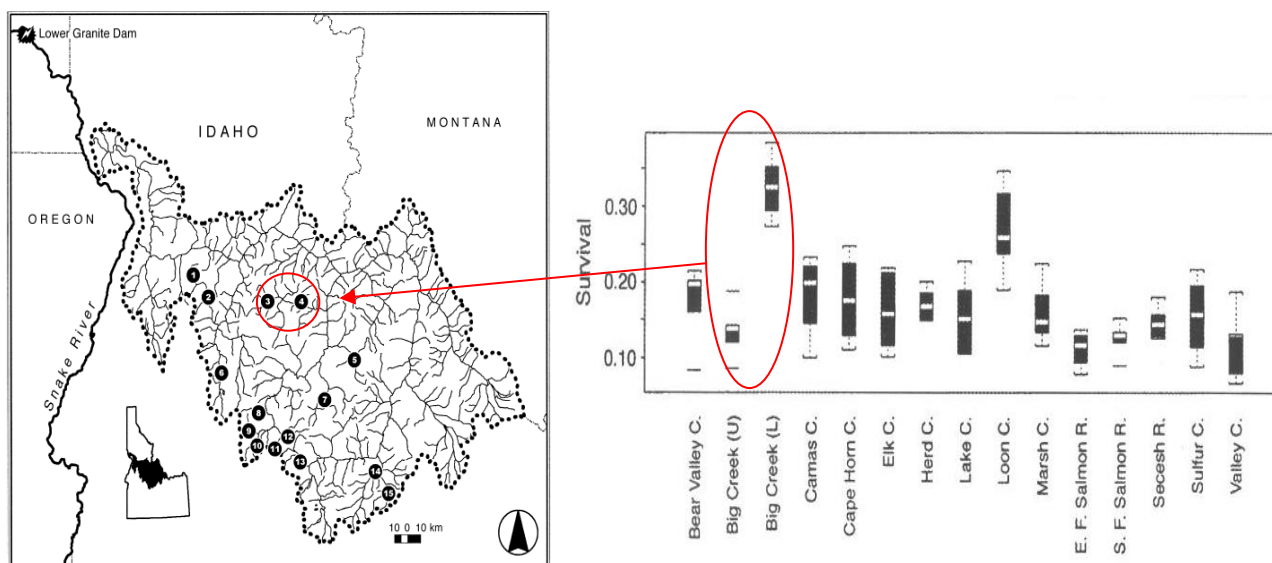 Lower Granite Dam
IDAHO
MONTANA
OREGON
Snake River
1
2
3
4
5
6
7
8
9
10
11
12
13
14
15
10 0 10 km
Survival
0.30
0.20
0.10
Bear Valley C.
Big Creek (U)
Big Creek (L)
Camas C.
Cape Horn C.
Elk C.
Herd C.
Lake C.
Loon C.
Marsh C.
E. F. Salmon R.
S. F. Salmon R.
Secesh R.
Sulfur C.
Valley C.